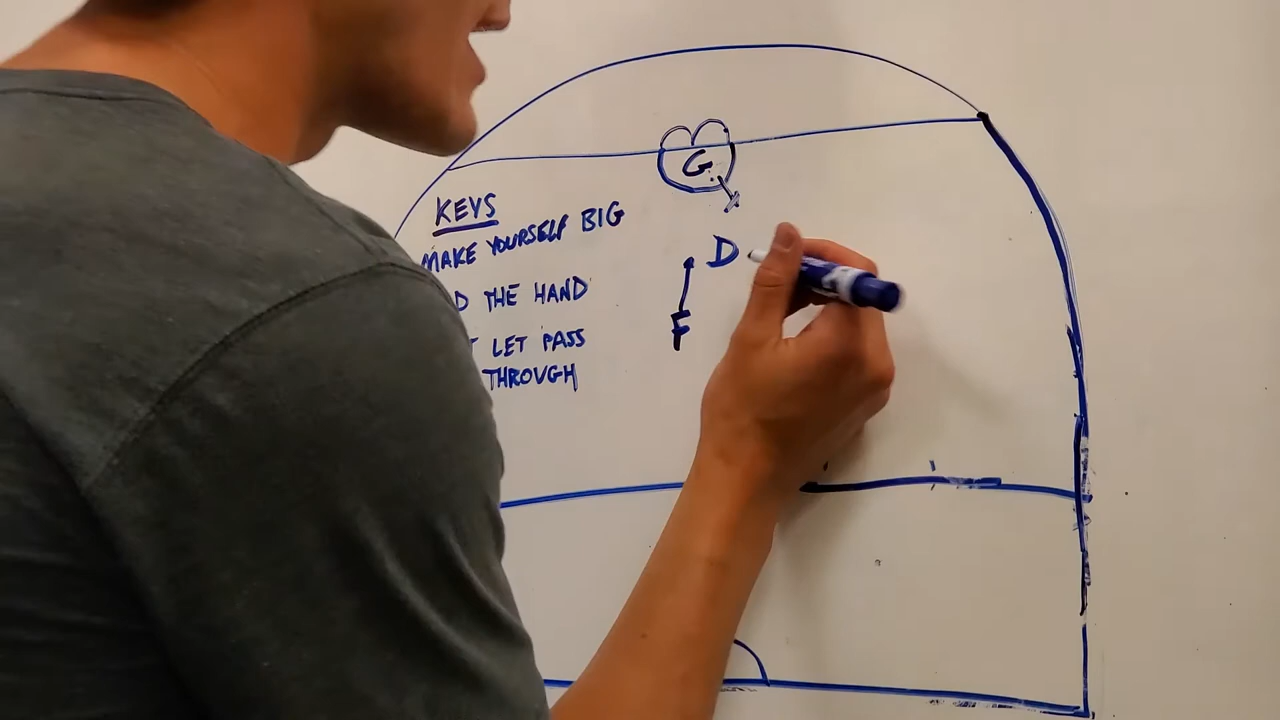 G
KEYS
MAKE YOURSELF BIG
D THE HAND
LET PASS
THROUGH
D
F